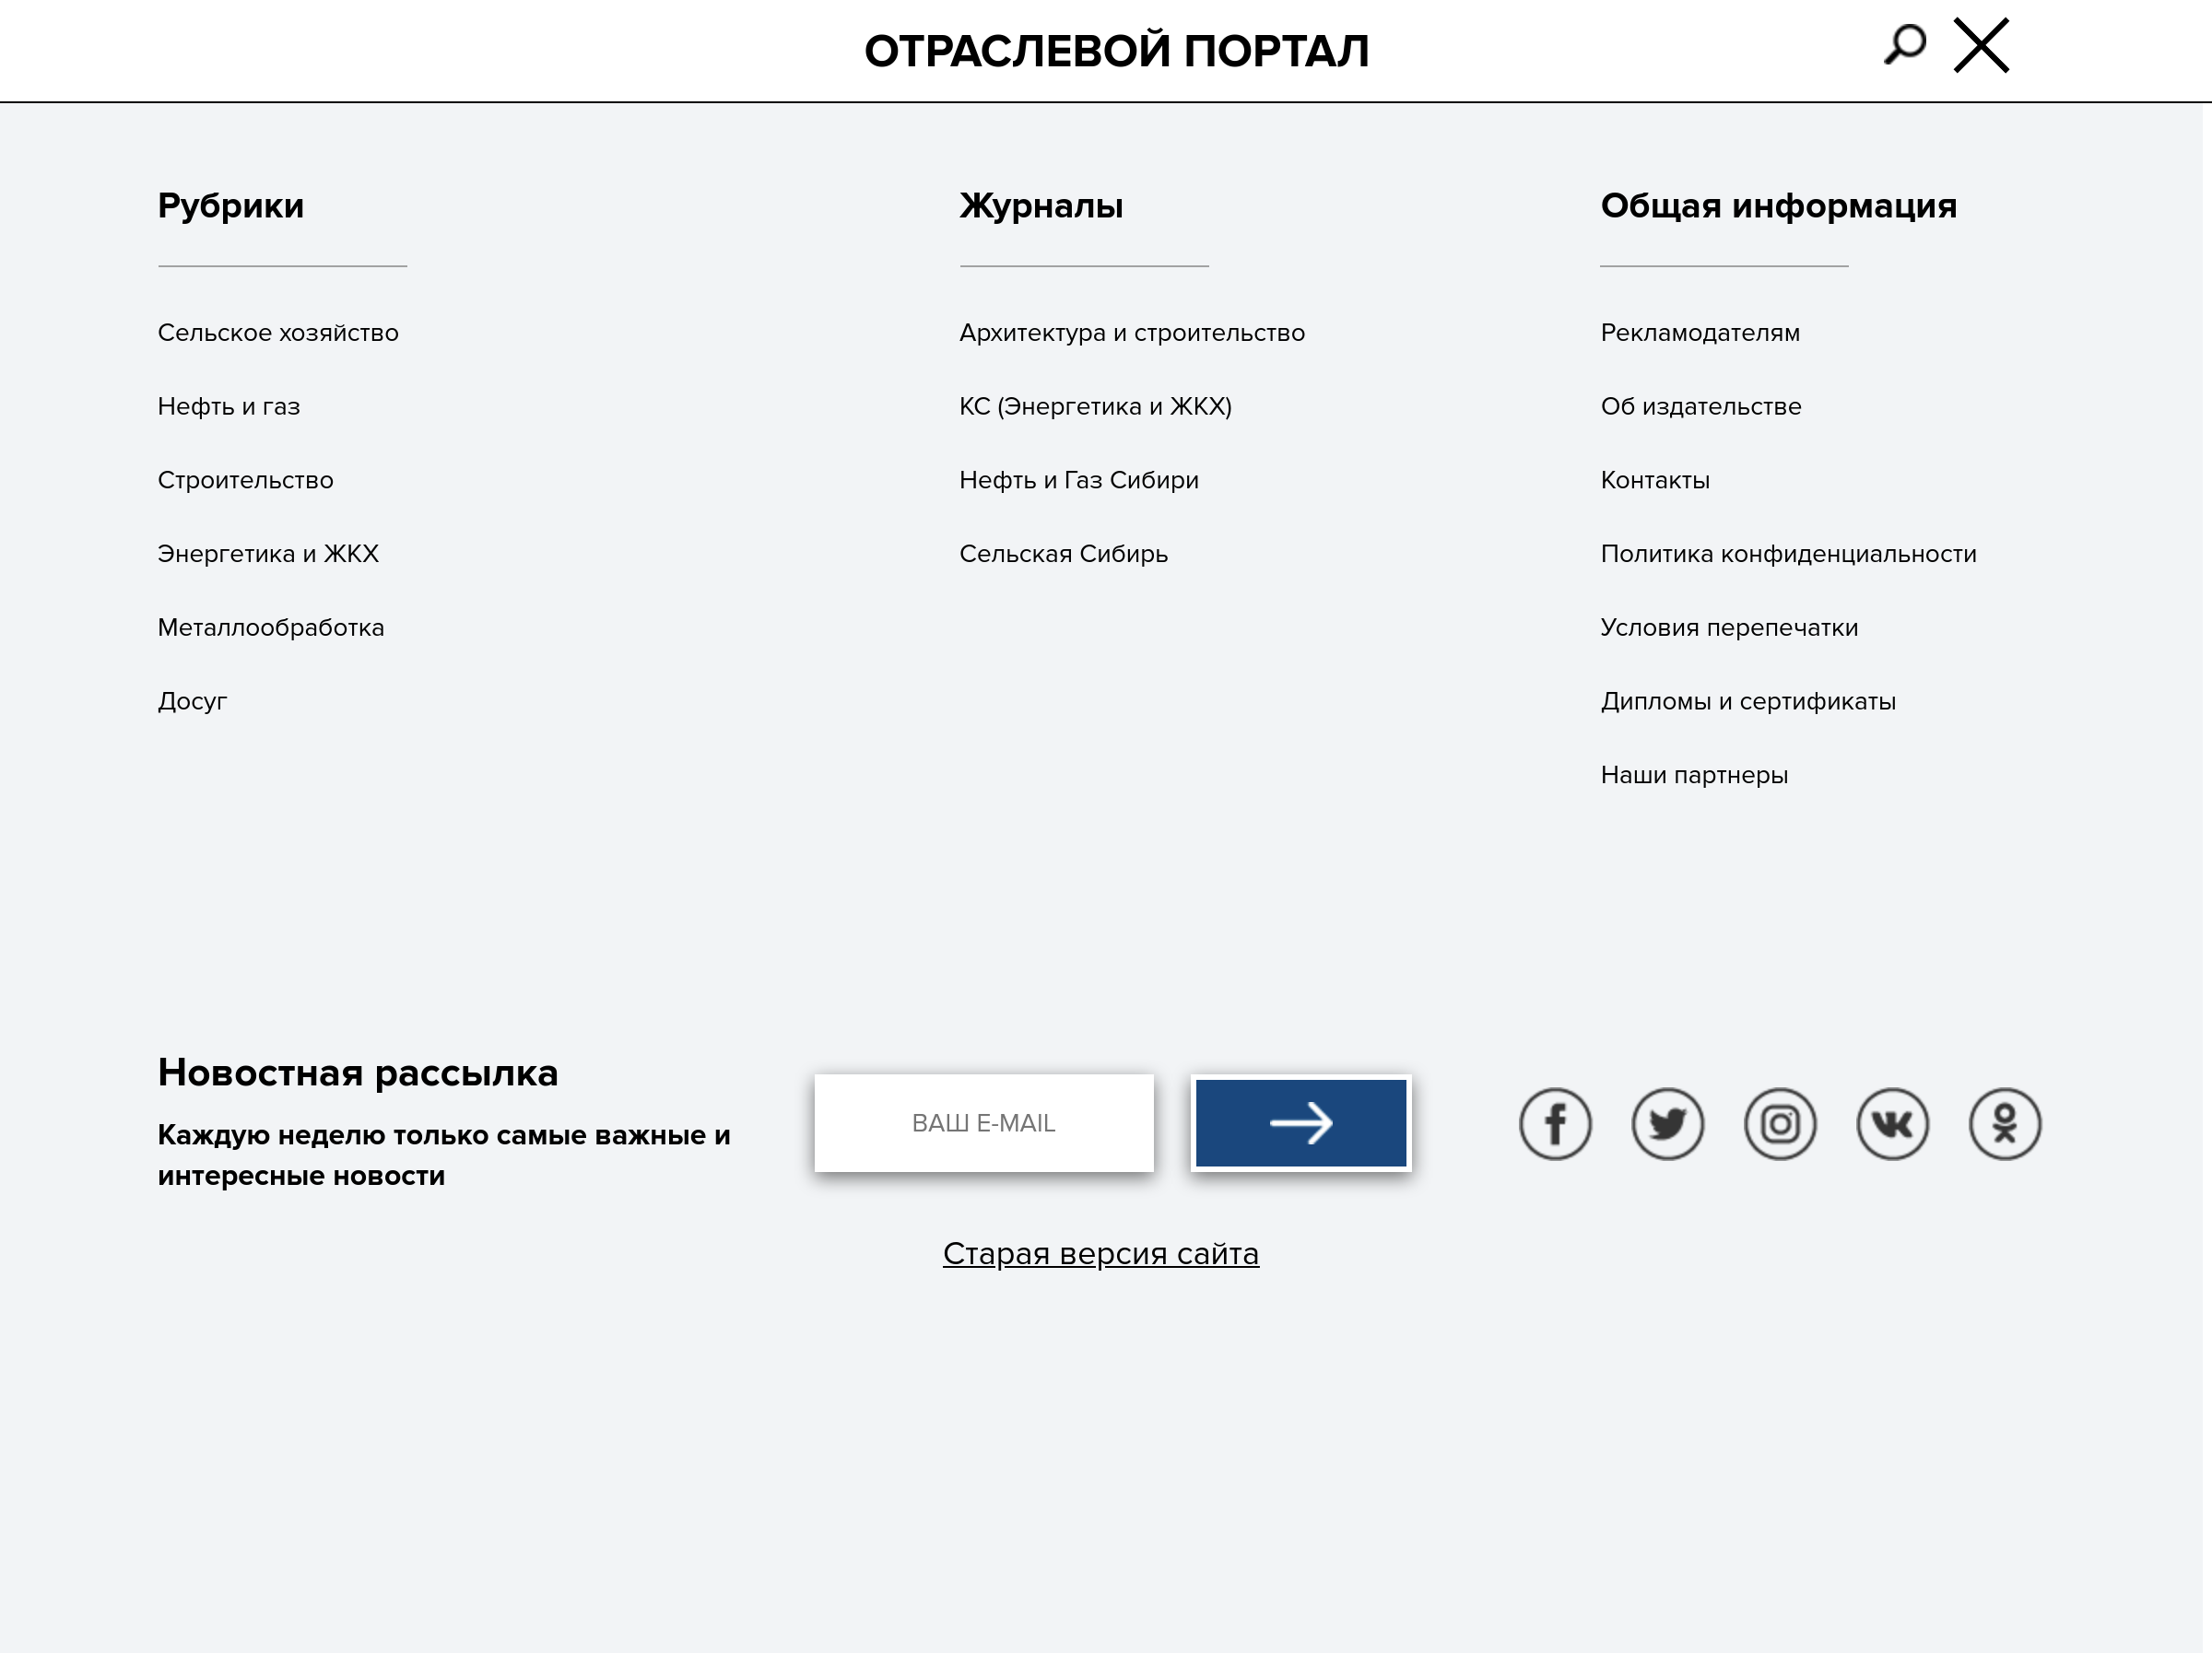 ОТРАСЛЕВОЙ ПОРТАЛ
Рубрики
Сельское хозяйство
Нефть и газ
Строительство
Энергетика и ЖКХ
Металлообработка
Досуг
Журналы
Архитектура и строительство
КС (Энергетика и ЖКХ)
Нефть и Газ Сибири
Сельская Сибирь
Общая информация
Рекламодателям
Об издательстве
Контакты
Политика конфиденциальности
Условия перепечатки
Дипломы и сертификаты
Наши партнеры
Новостная рассылка
Каждую неделю только самые важные и
интересные новости
ВАШ E-MAIL
Старая версия сайта